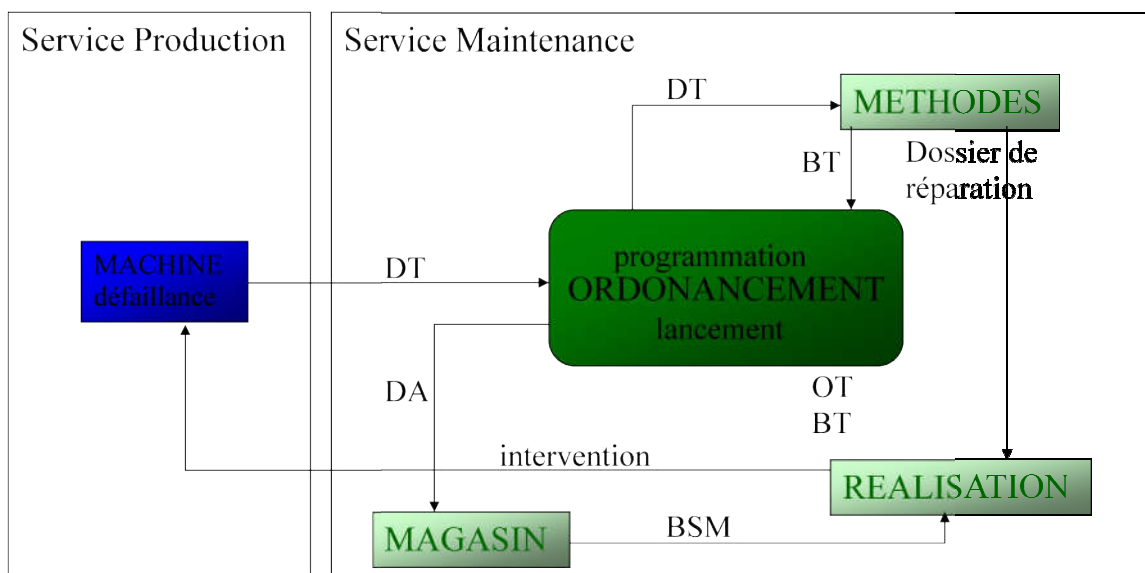 Service Production
Service Maintenance
DT
METHODES
BT
Dossier de
réparation
MACHINE
défaillance
DT
programmation
ORDONANCEMENT
lancement
DA
OT
BT
intervention
REALISATION
MAGASIN
BSM